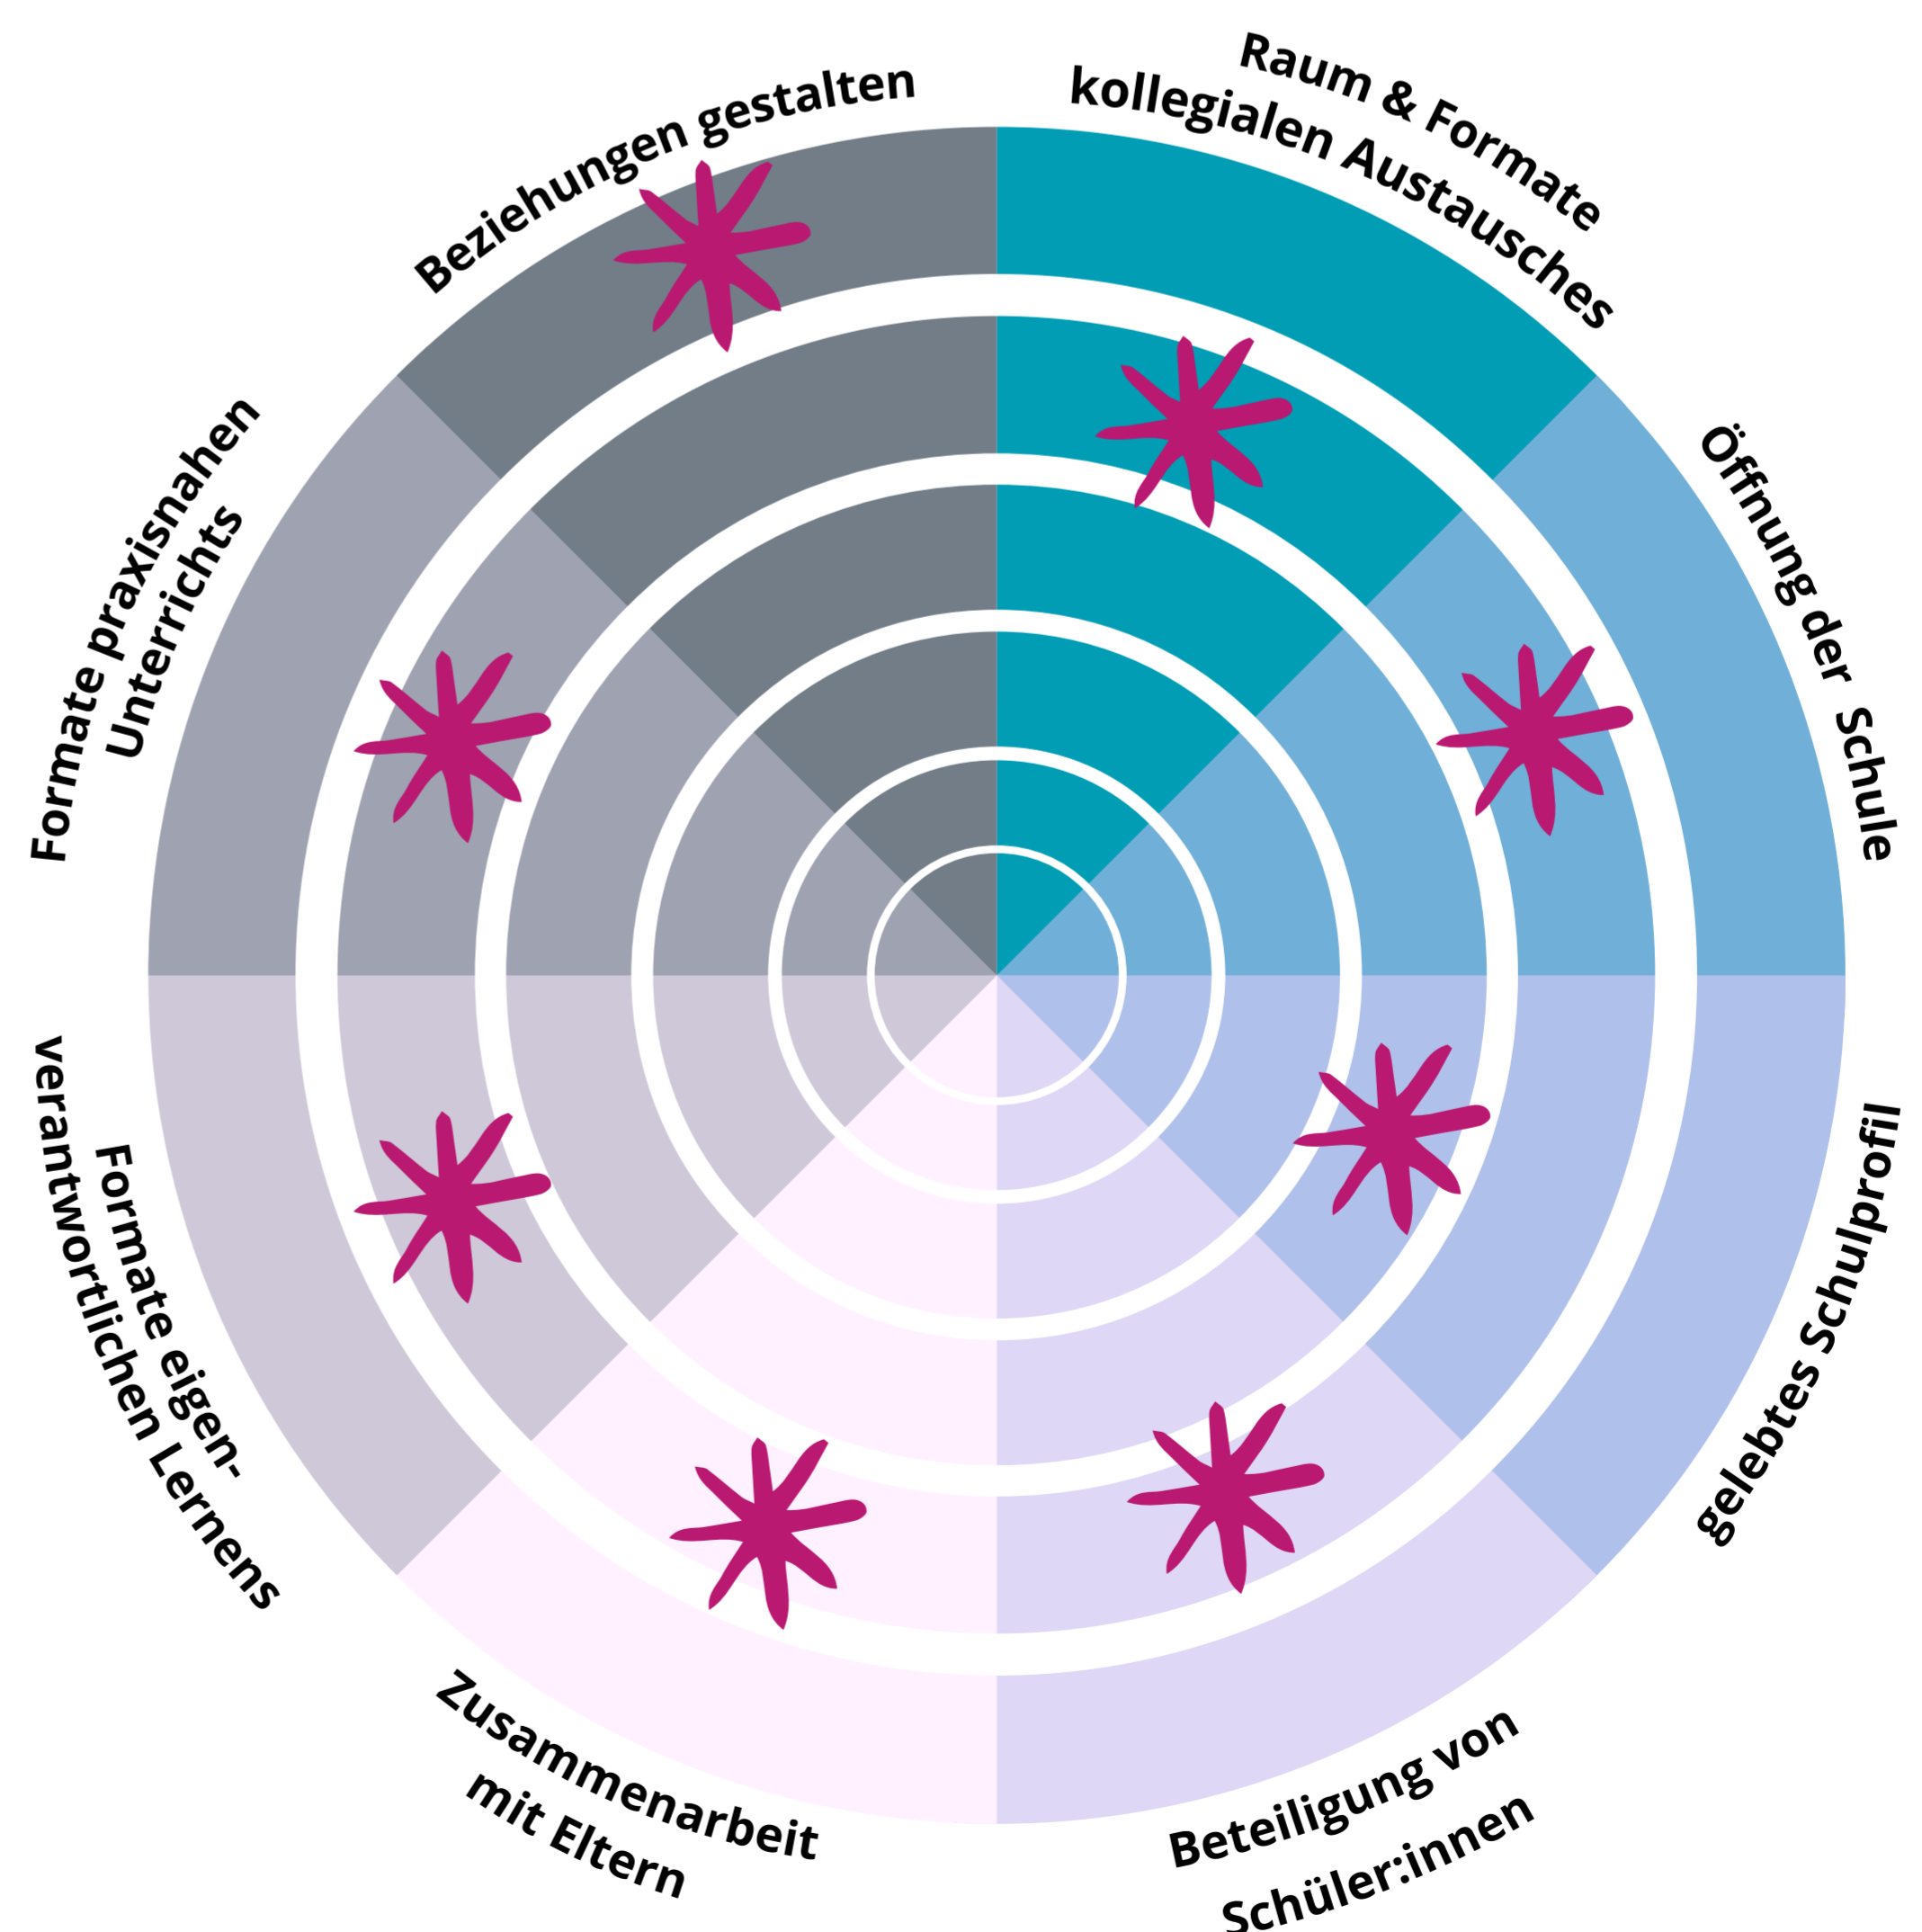 Beziehungen gestalten
Raum & Formate
kollegialen Austausches
Öffnung der Schule
gelebtes Schulprofil
Beteiligung von
Schüler:innen
Zusammenarbeit
mit Eltern
Formate eigen-
verantwortlichen Lernens
Formate praxisnahen
Unterrichts